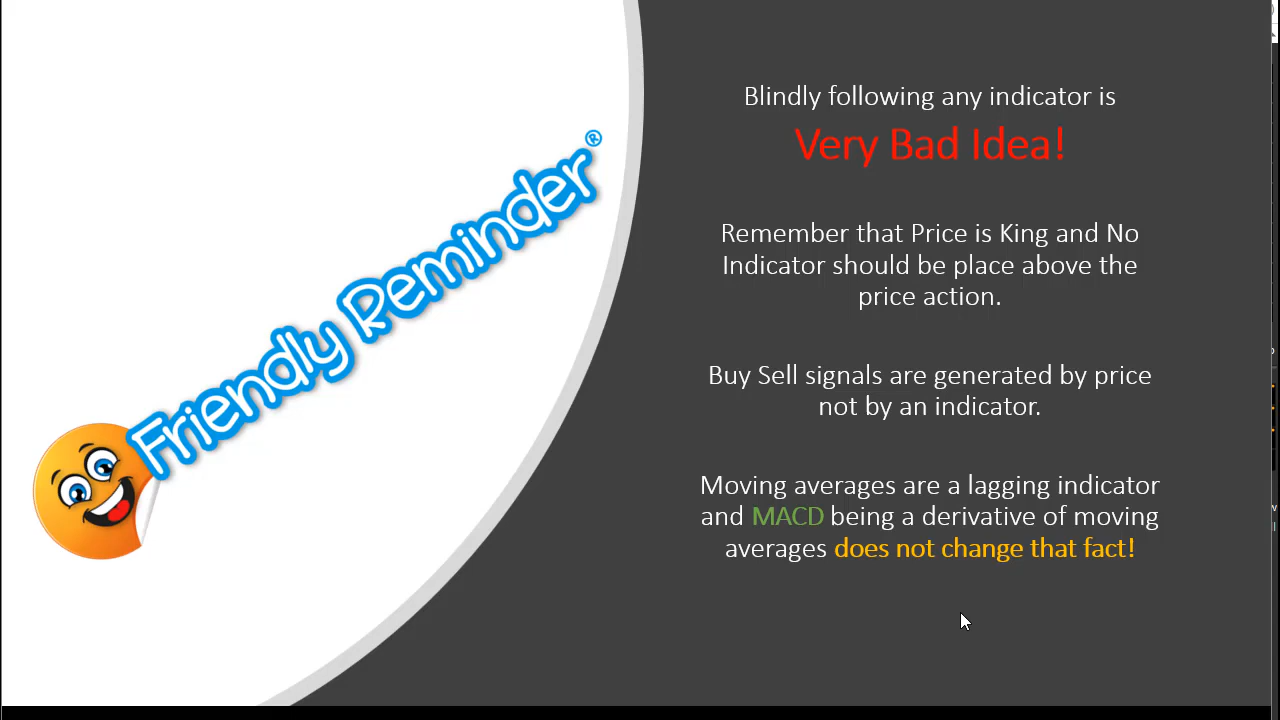 Friendly Reminder®
Blindly following any indicator is
Very Bad Idea!
Remember that Price is King and No
Indicator should be place above the
price action.
Buy Sell signals are generated by price
not by an indicator.
Moving averages are a lagging indicator
and MACD being a derivative of moving
averages does not change that fact!